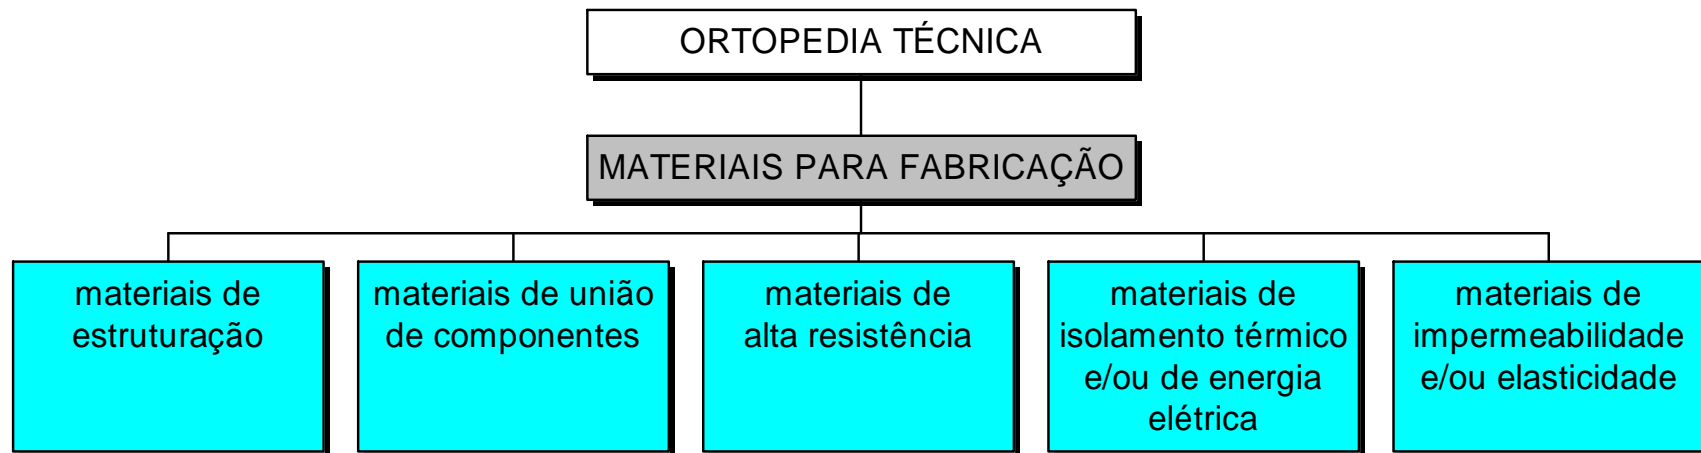 ORTOPEDIA TÉCNICA
MATERIAIS PARA FABRICAÇÃO
materiais de
estruturação
materiais de união
de componentes
materiais de
alta resistência
materiais de
isolamento térmico
e/ou de energia
elétrica
materiais de
impermeabilidade
e/ou elasticidade